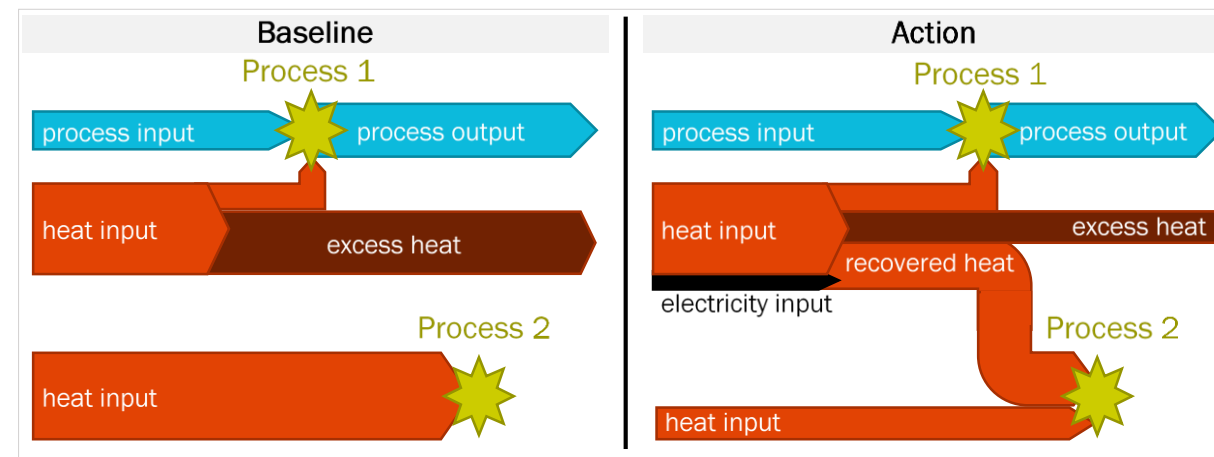 Baseline
Process 1
process input
process output
heat input
excess heat
Process 2
heat input
Action
Process 1
process input
process output
heat input
excess heat
recovered heat
electricity input
Process 2
heat input